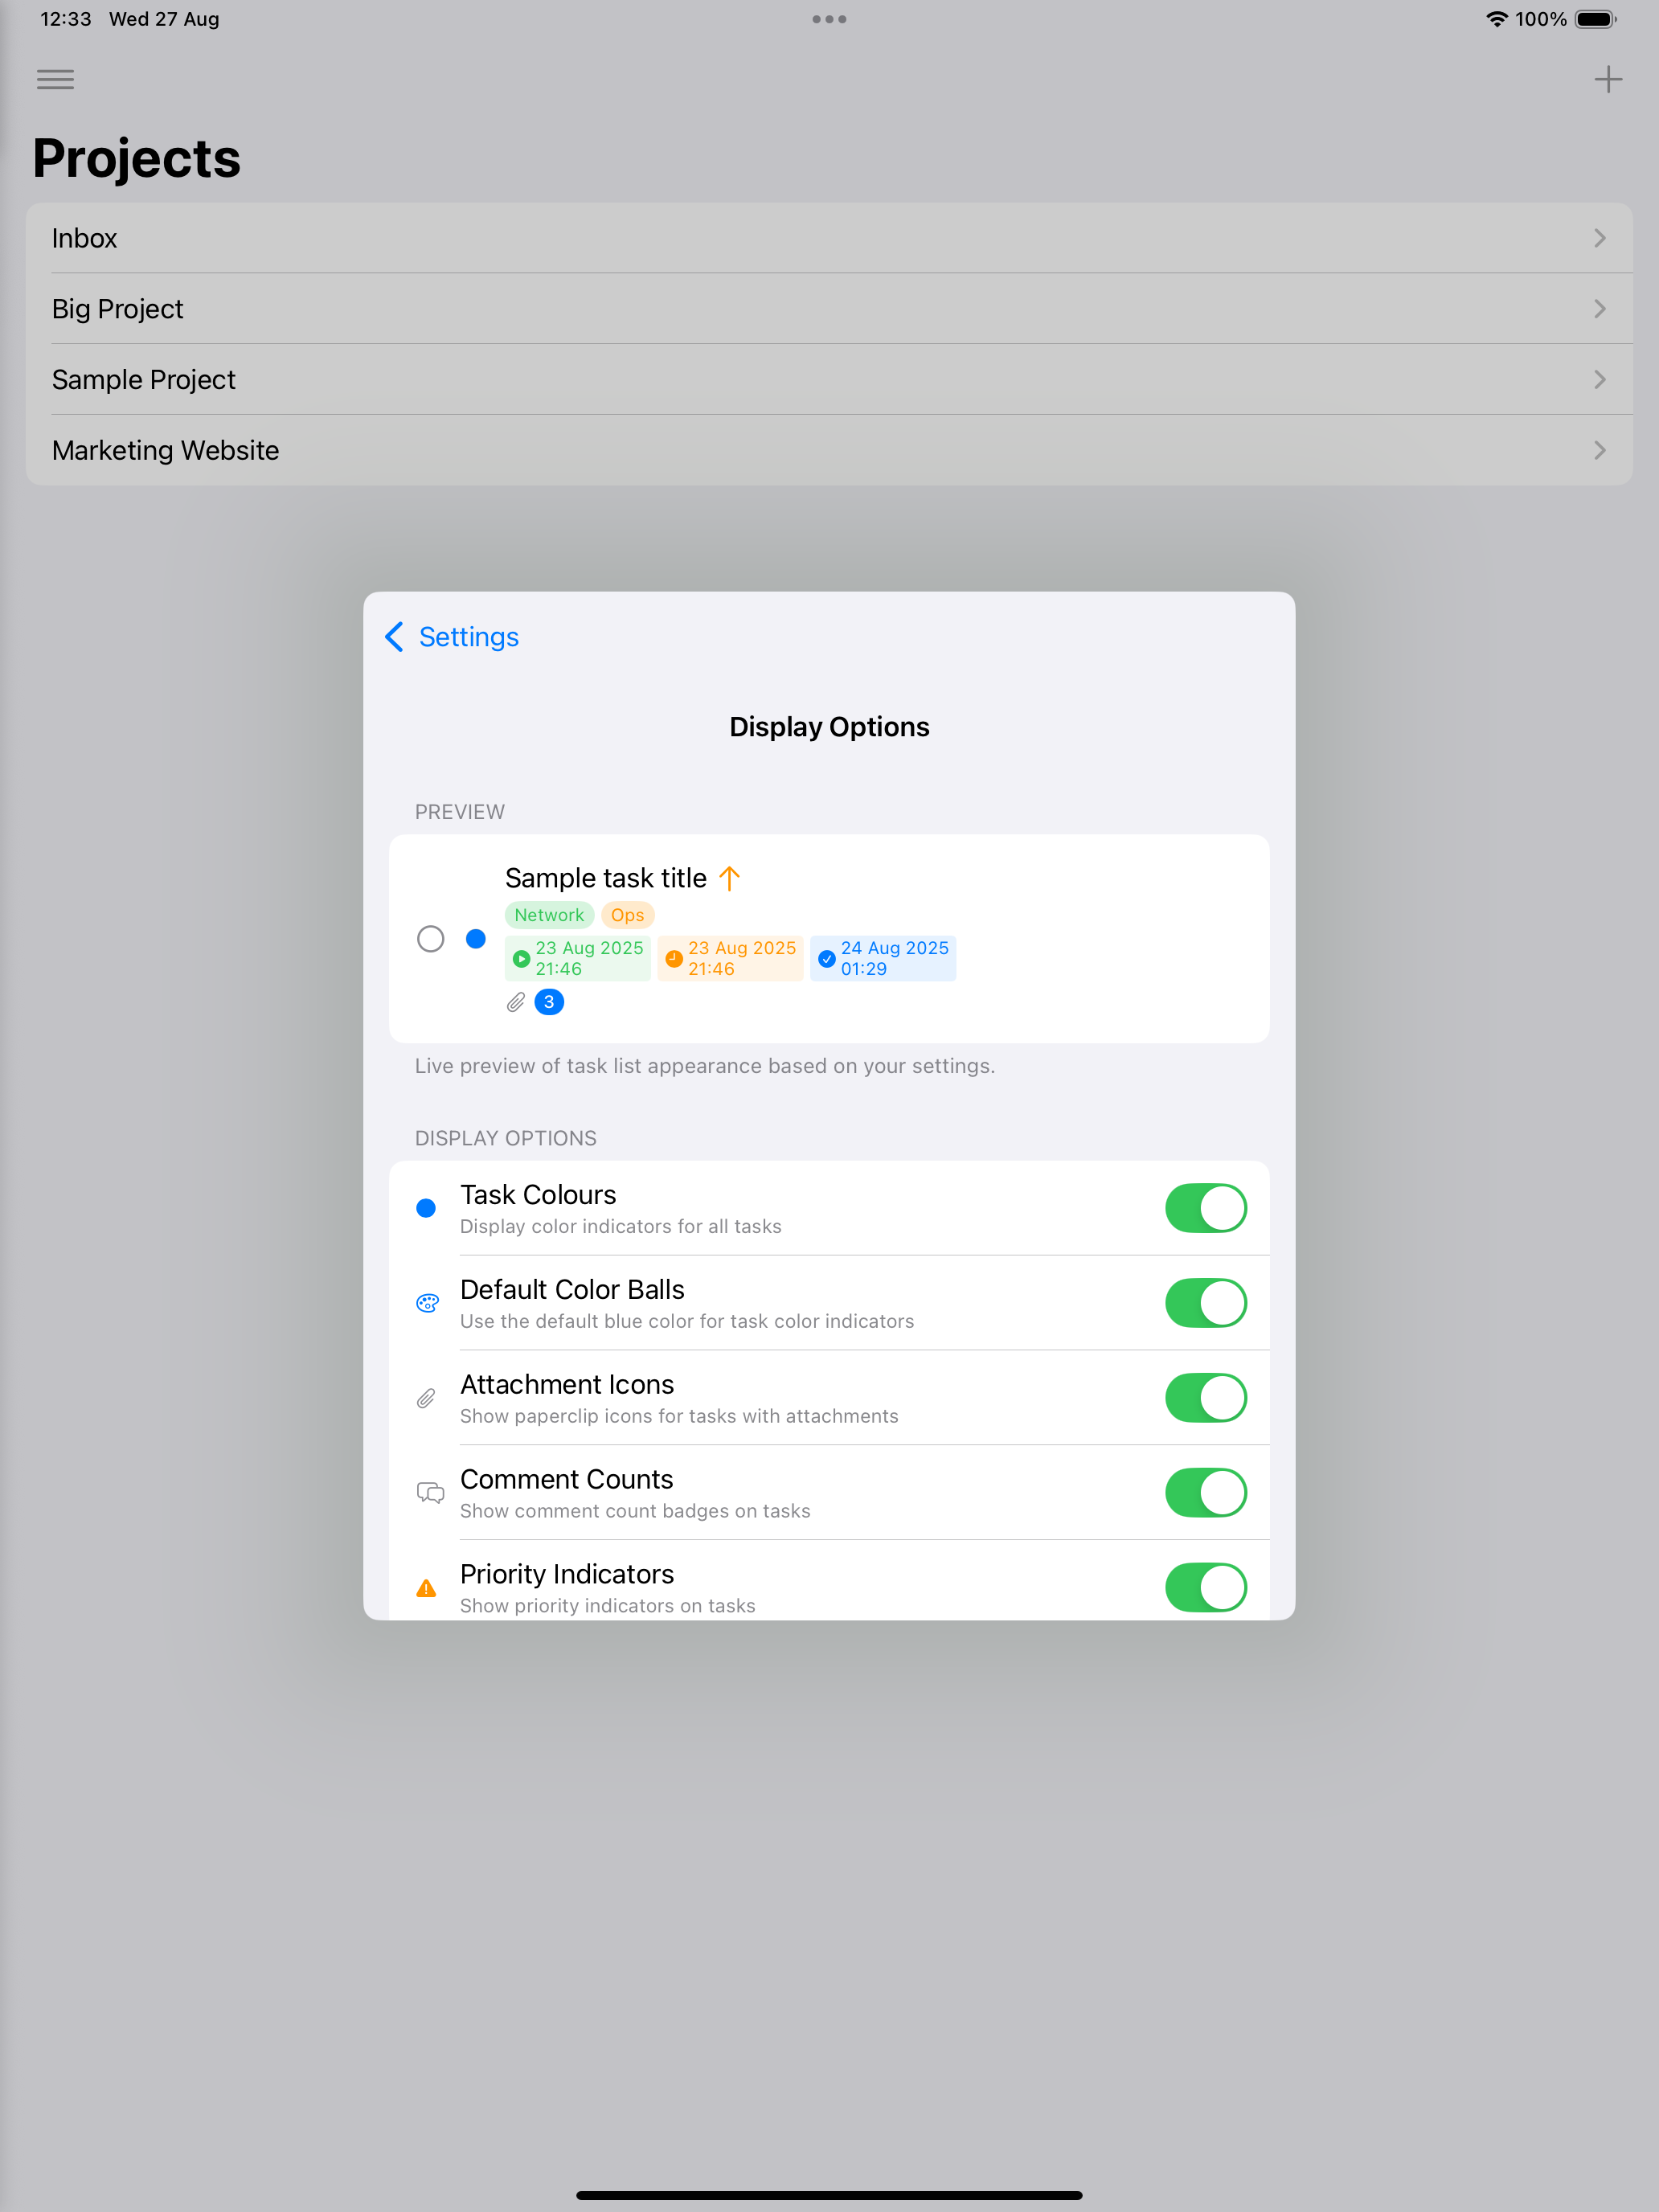 12:33 Wed 27 Aug
100%
Projects
Inbox
Big Project
Sample Project
Marketing Website
Settings
Display Options
PREVIEW
Sample task title
Network Ops
23 Aug 2025 23 Aug 2025 24 Aug 2025
21:46 21:46 01:29
3
Live preview of task list appearance based on your settings.
DISPLAY OPTIONS
Task Colours
Display color indicators for all tasks
Default Color Balls
Use the default blue color for task color indicators
Attachment Icons
Show paperclip icons for tasks with attachments
Comment Counts
Show comment count badges on tasks
Priority Indicators
Show priority indicators on tasks